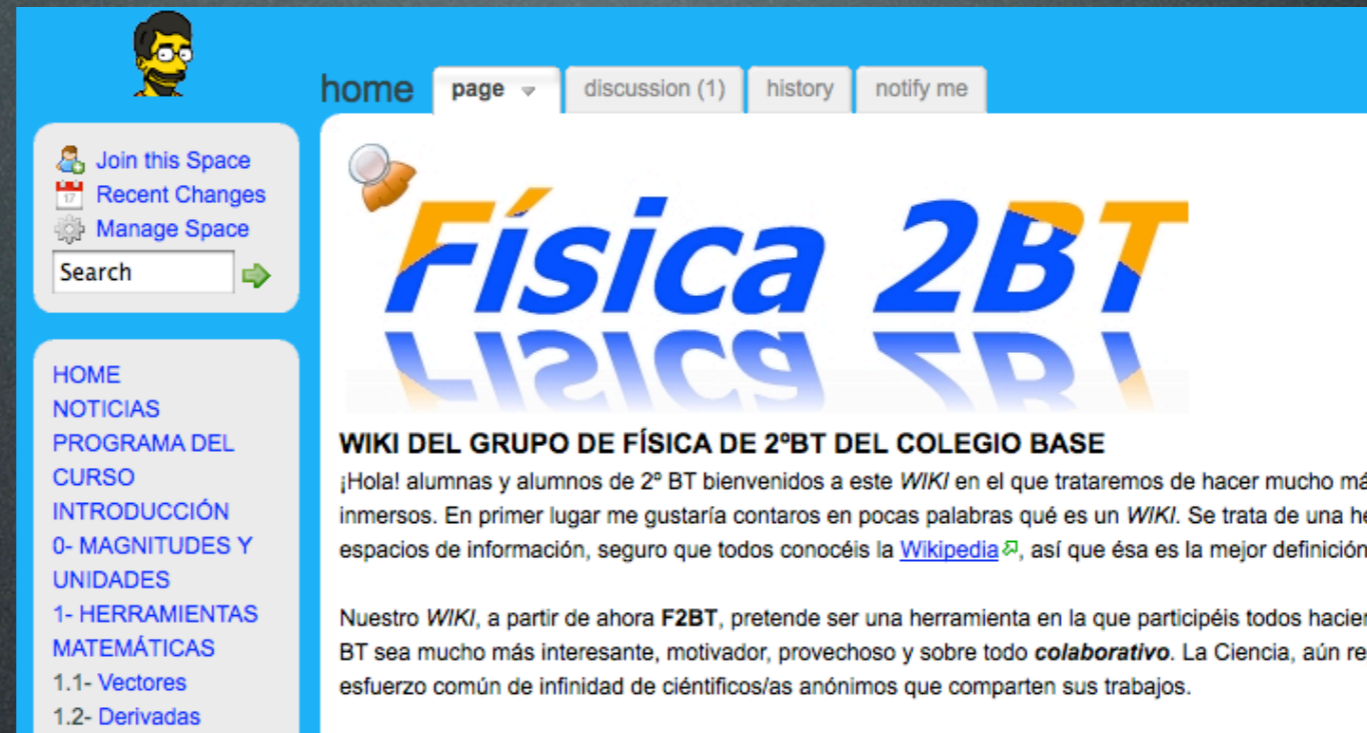 home
page
discussion (1)
history
notify me
Join this Space
17
Recent Changes
Manage Space
Search
HOME
NOTICIAS
PROGRAMA DEL
CURSO
INTRODUCCIÓN
0- MAGNITUDES Y
UNIDADES
1- HERRAMIENTAS
MATEMÁTICAS
1.1- Vectores
1.2- Derivadas
Física 2BT
WIKI DEL GRUPO DE FÍSICA DE 2ºBT DEL COLEGIO BASE
¡Hola! alumnas y alumnos de 2º BT bienvenidos a este WIKI en el que trataremos de hacer mucho má
inmersos. En primer lugar me gustaría contaros en pocas palabras qué es un WIKI. Se trata de una he
espacios de información, seguro que todos conocéis la Wikipedia, así que ésa es la mejor definición
Nuestro WIKI, a partir de ahora F2BT, pretende ser una herramienta en la que participéis todos hacien
BT sea mucho más interesante, motivador, provechoso y sobre todo colaborativo. La Ciencia, aún re
esfuerzo común de infinidad de ciéntificos/as anónimos que comparten sus trabajos.